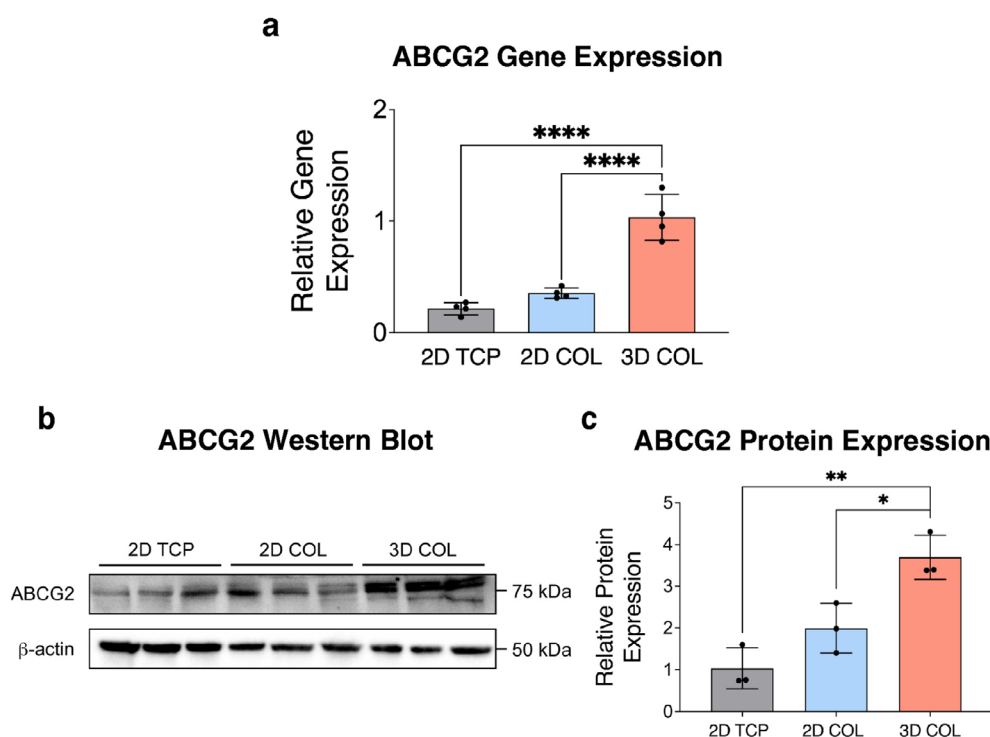 a
ABCG2 Gene Expression
Relative Gene
Expression
2
1
0
****
****
2D TCP 2D COL 3D COL
b
ABCG2 Western Blot
2D TCP 2D COL 3D COL
ABCG2
75 kDa
β-actin
50 kDa
c
ABCG2 Protein Expression
Relative Protein
Expression
5
4
3
2
1
0
**
*
2D TCP 2D COL 3D COL